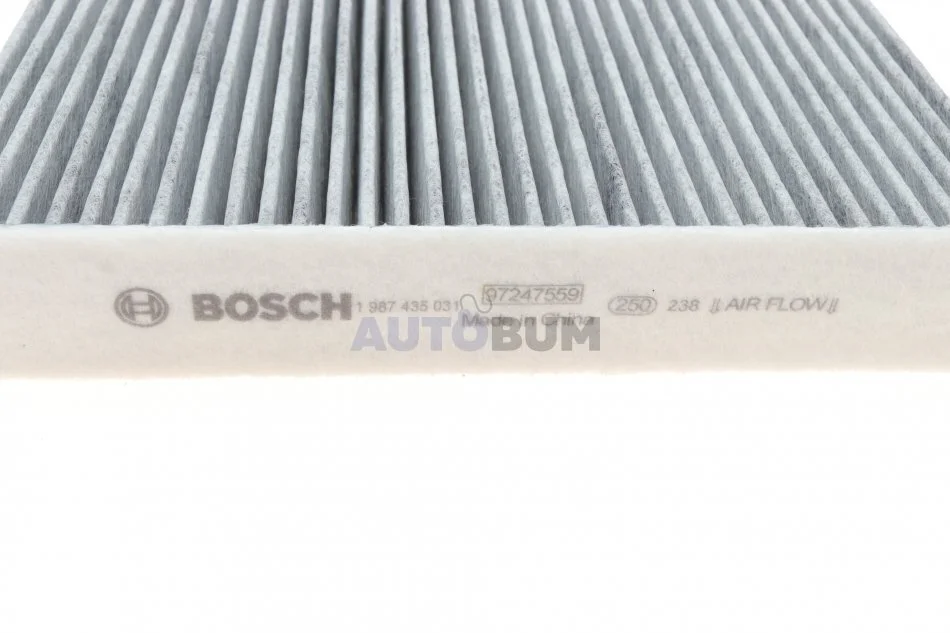 BOSCH 1 987 435 031 97247559 250 238 ⇓ AIR FLOW ⇓
Made in China
AUTOBUM